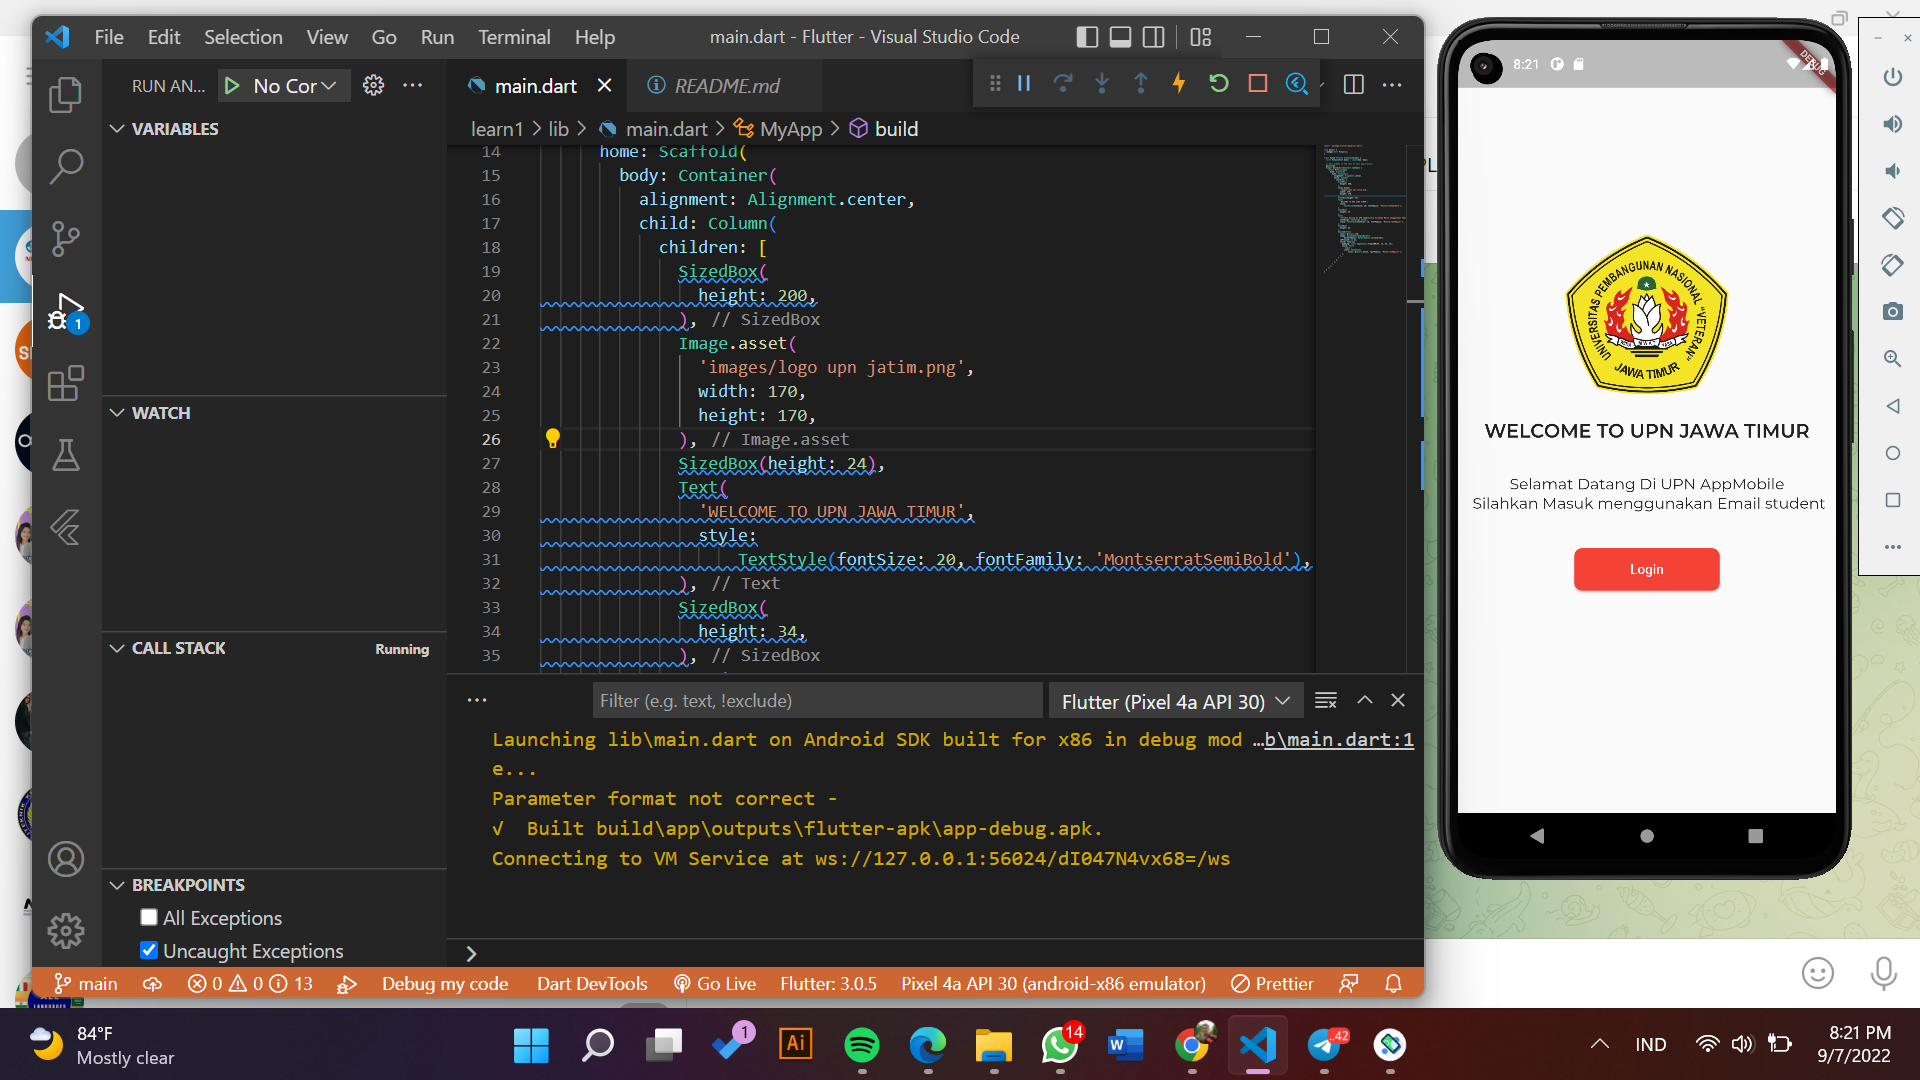 File Edit Selection View Go Run Terminal Help
main.dart - Flutter - Visual Studio Code
RUN AN... No Cor
VARIABLES
WATCH
CALL STACK Running
BREAKPOINTS
All Exceptions
Uncaught Exceptions
main.dart README.md
learn1 > lib > main.dart > MyApp > build
14 home: Scaffold(
15 body: Container(
16 alignment: Alignment.center,
17 child: Column(
18 children: [
19 SizedBox(
20 height: 200,
21 ), // SizedBox
22 Image.asset(
23 'images/logo upn jatim.png',
24 width: 170,
25 height: 170,
26 ), // Image.asset
27 SizedBox(height: 24),
28 Text(
29 'WELCOME TO UPN JAWA TIMUR',
30 style:
31 TextStyle(fontSize: 20, fontFamily: 'MontserratSemiBold'),
32 ), // Text
33 SizedBox(
34 height: 34,
35 ), // SizedBox
Filter (e.g. text, !exclude) Flutter (Pixel 4a API 30)
Launching lib\main.dart on Android SDK built for x86 in debug mod …b\main.dart:1
e...
Parameter format not correct -
√ Built build\app\outputs\flutter-apk\app-debug.apk.
Connecting to VM Service at ws://127.0.0.1:56024/dI047N4vx68=/ws
>
1
main 0 0 13 Debug my code Dart DevTools Go Live Flutter: 3.0.5 Pixel 4a API 30 (android-x86 emulator) Prettier
8:21
DEBUG
UNIVERSITAS PEMBANGUNAN NASIONAL "VETERAN"
JAWA TIMUR
WELCOME TO UPN JAWA TIMUR
Selamat Datang Di UPN AppMobile
Silahkan Masuk menggunakan Email student
Login
84°F
Mostly clear
1
Ai
14
W
..42
IND
8:21 PM
9/7/2022